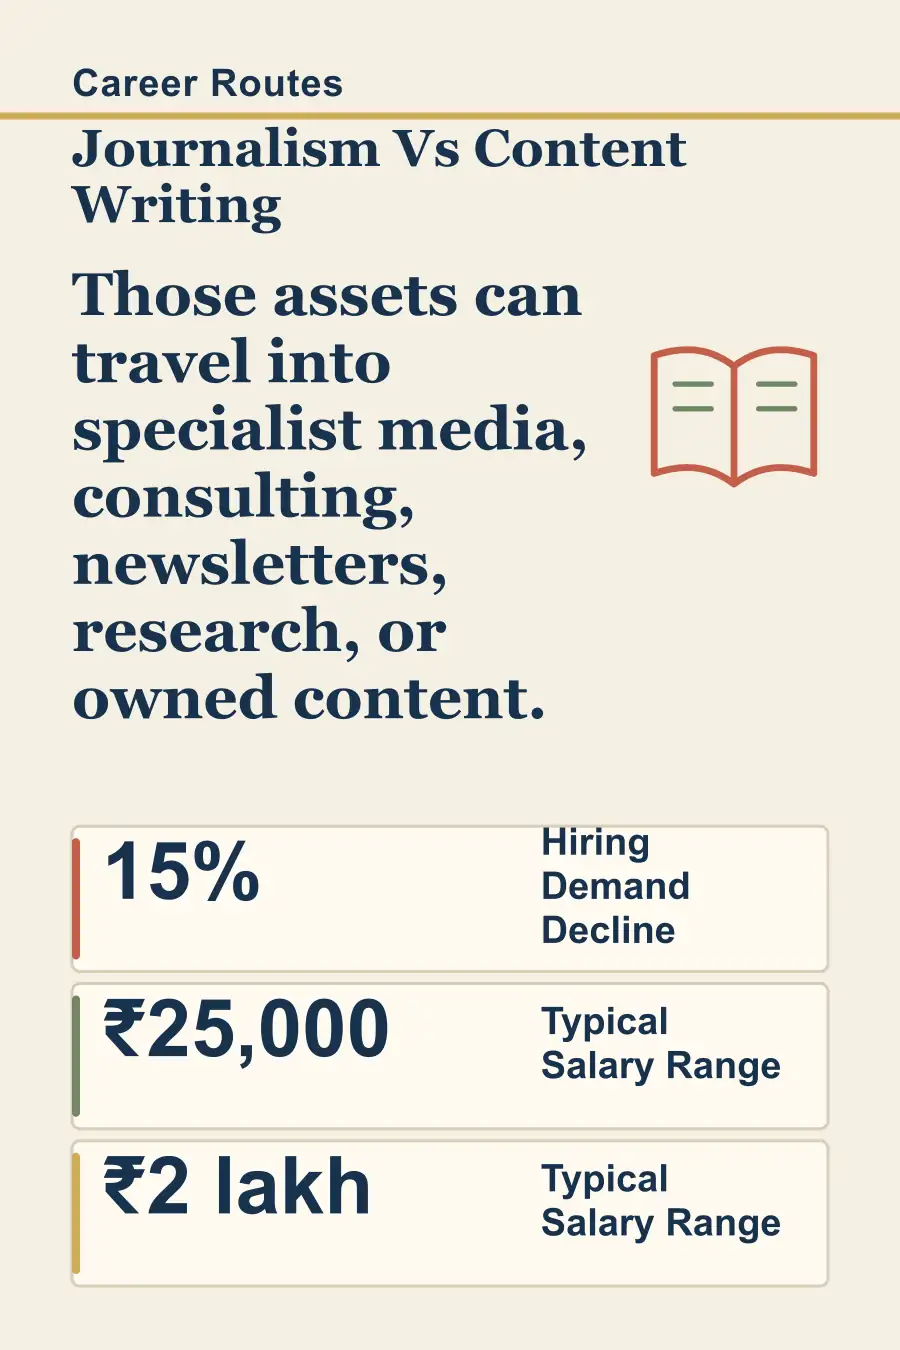 Career Routes
Journalism Vs Content
Writing
Those assets can
travel into
specialist media,
consulting,
newsletters,
research, or
owned content.
15%
Hiring
Demand
Decline
₹25,000
Typical
Salary Range
₹2 lakh
Typical
Salary Range